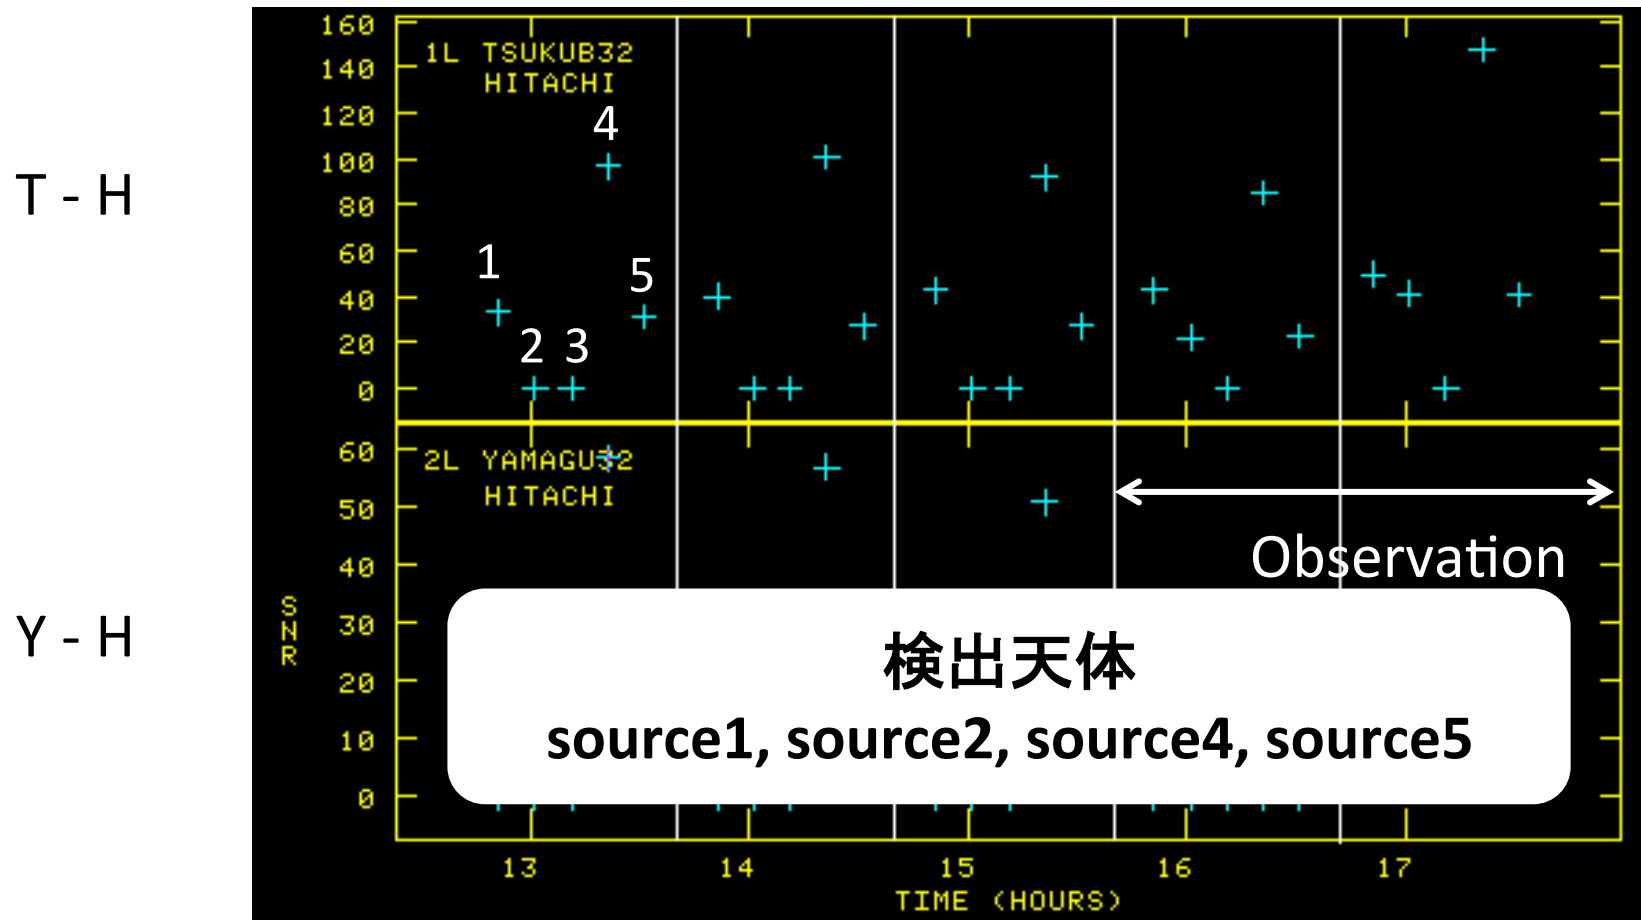 T - H
160
140
120
100
80
60
40
20
0
1L TSUKUB32
HITACHI
4
1
5
2 3
Y - H
SNR
60
50
40
30
20
10
0
2L YAMAGU32
HITACHI
Observation
検出天体
source1, source2, source4, source5
13 14 15 16 17
TIME (HOURS)